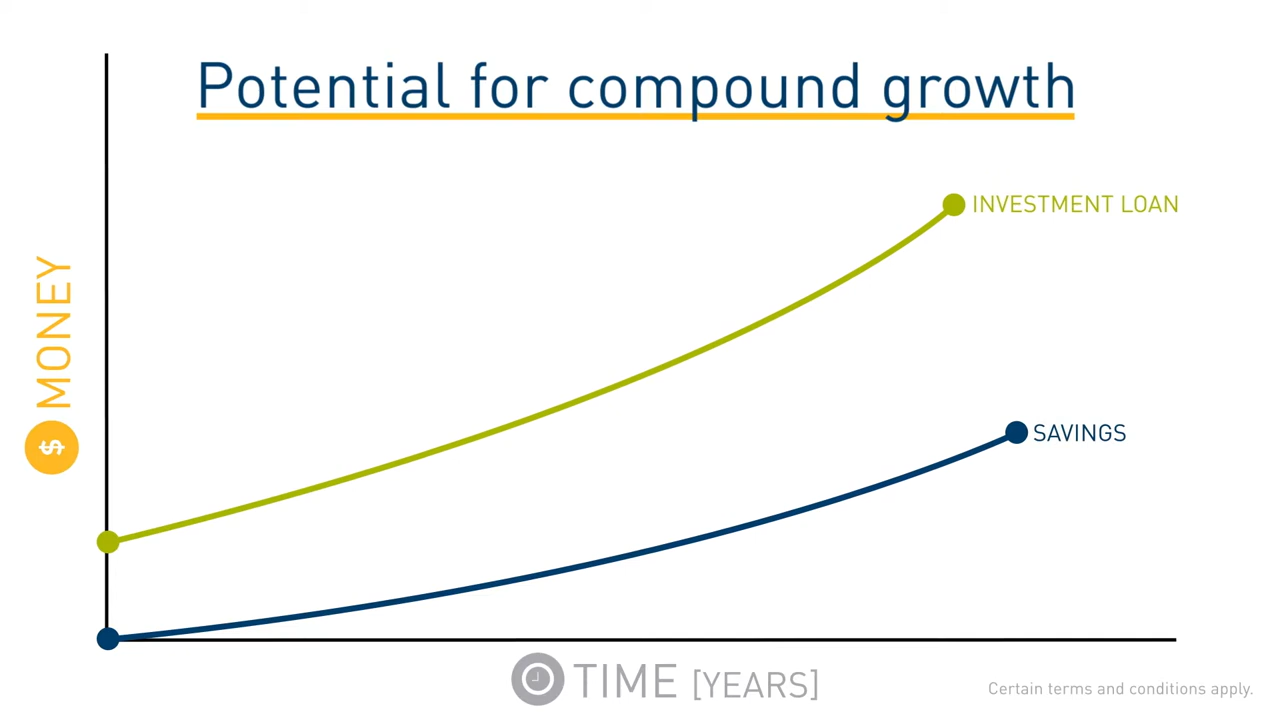 Potential for compound growth
INVESTMENT LOAN
$ MONEY
SAVINGS
TIME [YEARS]
Certain terms and conditions apply.